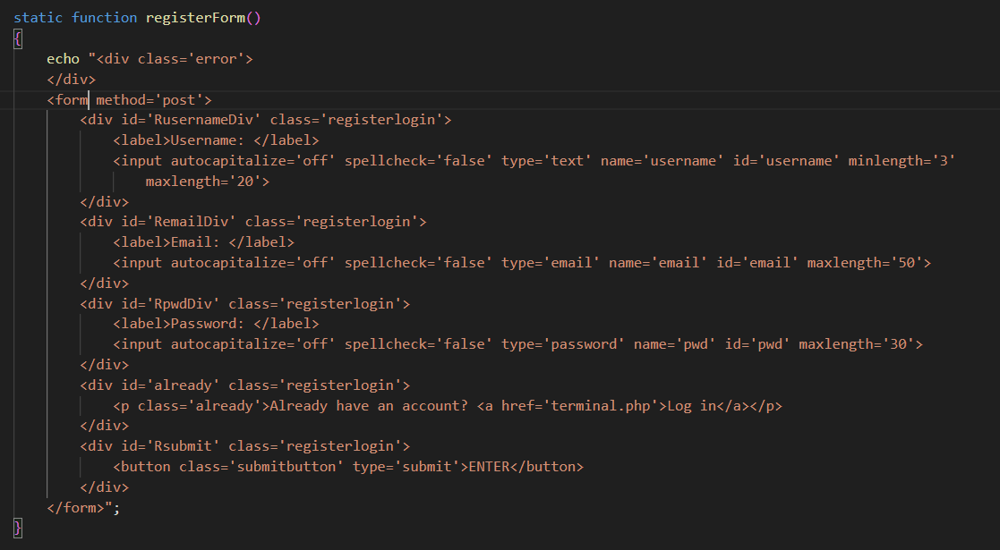 static function registerForm()
{
    echo "<div class='error'>
    </div>
    <form method='post'>
        <div id='RusernameDiv' class='registerlogin'>
            <label>Username: </label>
            <input autocapitalize='off' spellcheck='false' type='text' name='username' id='username' minlength='3'
                maxlength='20'>
        </div>
        <div id='RemailDiv' class='registerlogin'>
            <label>Email: </label>
            <input autocapitalize='off' spellcheck='false' type='email' name='email' id='email' maxlength='50'>
        </div>
        <div id='RpwdDiv' class='registerlogin'>
            <label>Password: </label>
            <input autocapitalize='off' spellcheck='false' type='password' name='pwd' id='pwd' maxlength='30'>
        </div>
        <div id='already' class='registerlogin'>
            <p class='already'>Already have an account? <a href='terminal.php'>Log in</a></p>
        </div>
        <div id='Rsubmit' class='registerlogin'>
            <button class='submitbutton' type='submit'>ENTER</button>
        </div>
    </form>";
}